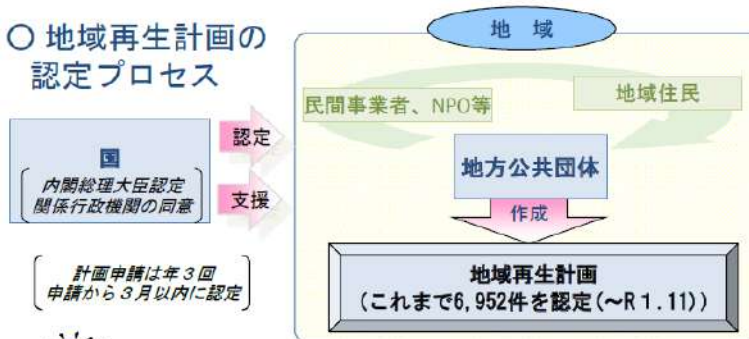 〇 地域再生計画の
認定プロセス
国
内閣総理大臣認定
関係行政機関の同意
認定
支援
計画申請は年３回
申請から３月以内に認定
地 域
民間事業者、NPO等
地域住民
地方公共団体
作成
地域再生計画
（これまで6,952件を認定（～R１.11））